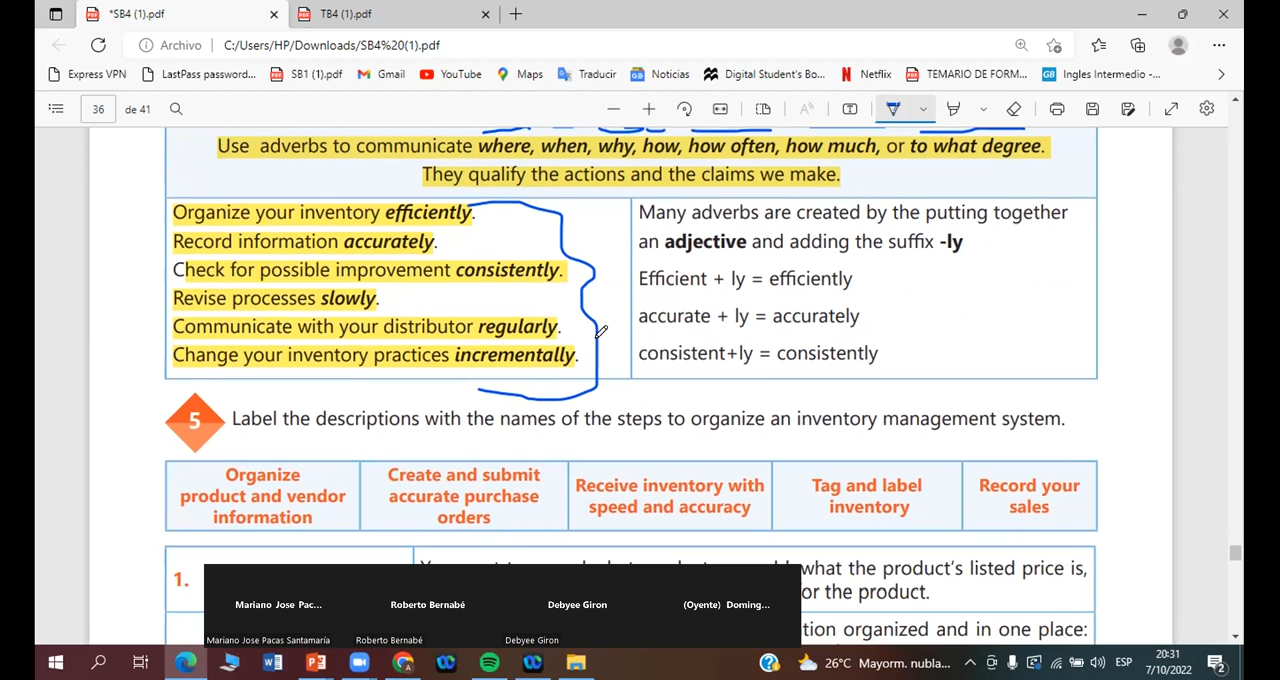 *SB4 (1).pdf
TB4 (1).pdf
Archivo
C:/Users/HP/Downloads/SB4%20(1).pdf
Express VPN
LastPass password...
SB1 (1).pdf
Gmail
YouTube
Maps
Traducir
Noticias
Digital Student's Bo...
Netflix
TEMARIO DE FORM...
Ingles Intermedio -...
36 de 41
Use adverbs to communicate where, when, why, how, how often, how much, or to what degree.
They qualify the actions and the claims we make.
Organize your inventory efficiently.
Record information accurately.
Check for possible improvement consistently.
Revise processes slowly.
Communicate with your distributor regularly.
Change your inventory practices incrementally.
Many adverbs are created by the putting together
an adjective and adding the suffix -ly
Efficient + ly = efficiently
accurate + ly = accurately
consistent+ly = consistently
5 Label the descriptions with the names of the steps to organize an inventory management system.
Organize
product and vendor
information
Create and submit
accurate purchase
orders
Receive inventory with
speed and accuracy
Tag and label
inventory
Record your
sales
1.
what the product's listed price is,
or the product.
tion organized and in one place:
Mariano Jose Pac...
Roberto Bernabé
Debyee Giron
(Oyente) Doming...
Mariano Jose Pacas Santamaría
Roberto Bernabé
Debyee Giron
26°C Mayorm. nubla...
ESP
20:31
7/10/2022
2